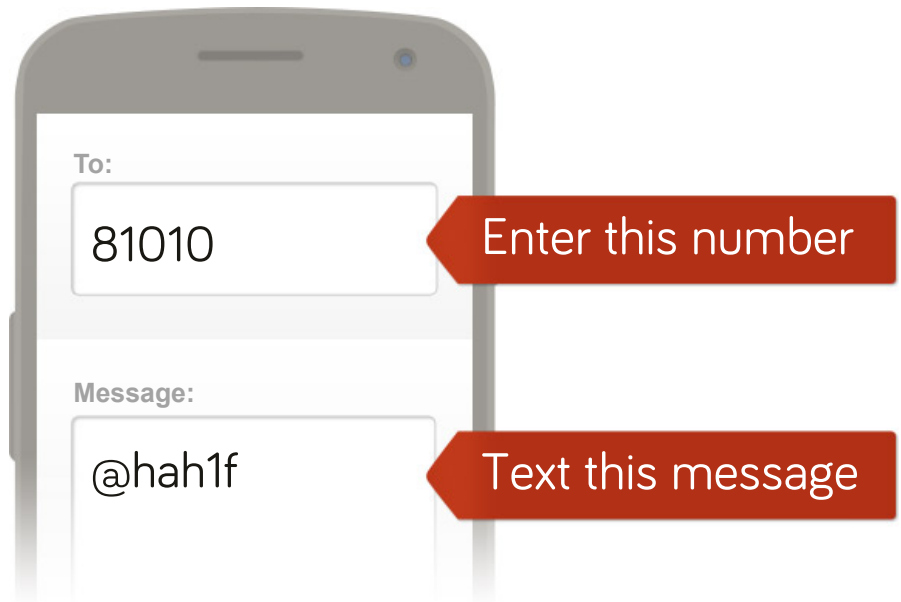 To:
81010
Enter this number
Message:
@hah1f
Text this message